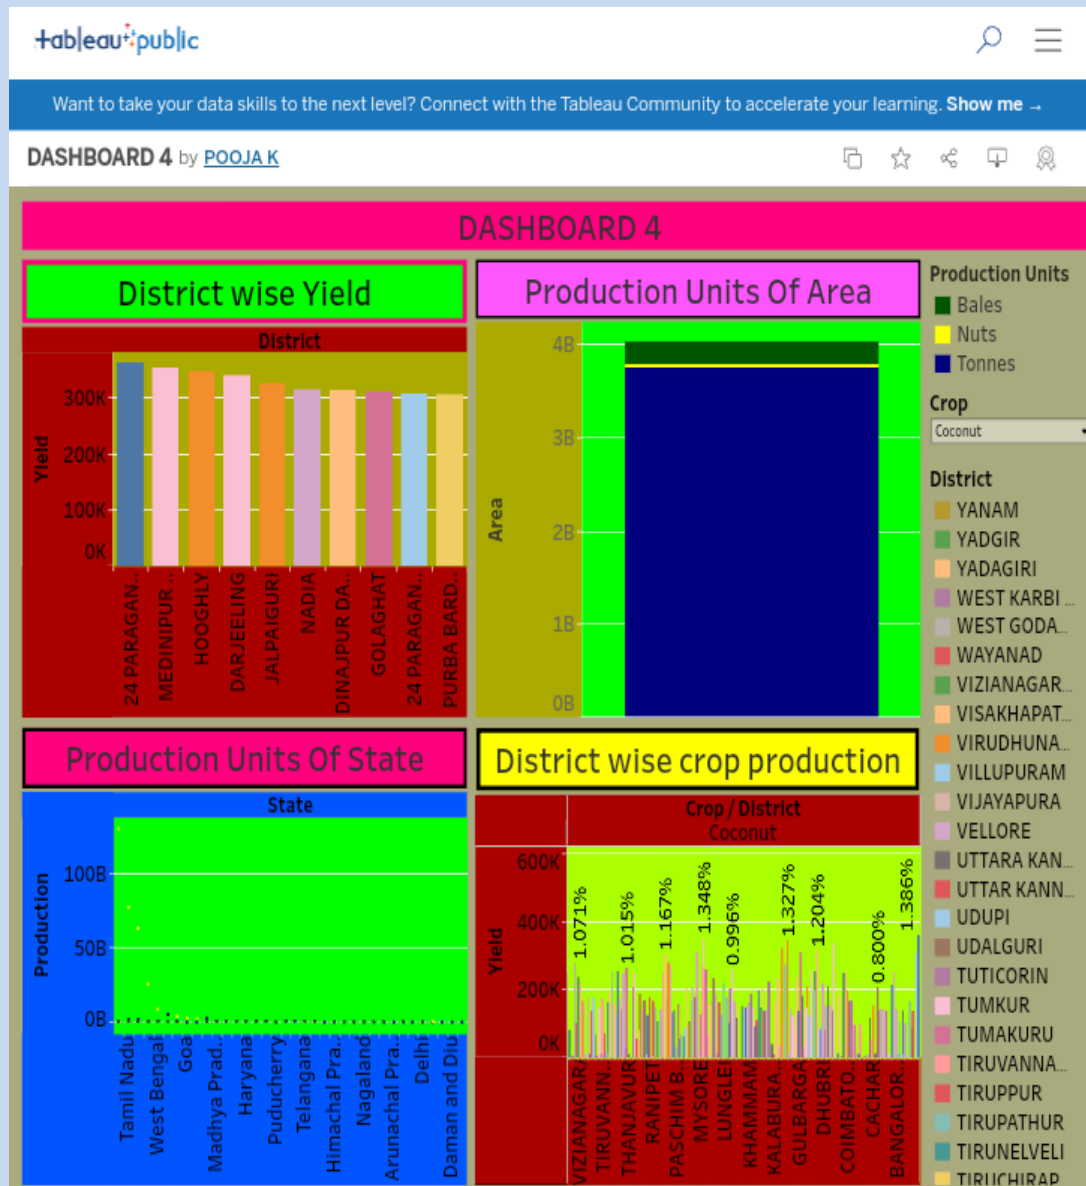 +ableau public
Want to take your data skills to the next level? Connect with the Tableau Community to accelerate your learning. Show me →
DASHBOARD 4 by POOJA K
DASHBOARD 4
District wise Yield
District
Yield
300K
200K
100K
0K
24 PARAGAN..
MEDINIPUR ..
HOOGHLY
DARJEELING
JALPAIGURI
NADIA
DINAJPUR DA..
GOLAGHAT
24 PARAGAN..
PURBA BARD..
Production Units Of Area
Area
4B
3B
2B
1B
0B
Production Units
Bales
Nuts
Tonnes
Crop
Coconut
District
YANAM
YADGIR
YADAGIRI
WEST KARBI ...
WEST GODA...
WAYANAD
VIZIANAGAR...
VISAKHAPAT...
VIRUDHUNA...
VILLUPURAM
VIJAYAPURA
VELLORE
UTTARA KAN...
UTTAR KANN...
UDUPI
UDALGURI
TUTICORIN
TUMKUR
TUMAKURU
TIRUVANNA...
TIRUPPUR
TIRUPATHUR
TIRUNELVELI
TIRUCHIRAP...
Production Units Of State
State
Production
100B
50B
0B
Tamil Nadu
West Bengal
Goa
Madhya Prad..
Haryana
Puducherry
Telangana
Himachal Pra..
Nagaland
Arunachal Pra..
Delhi
Daman and Diu
District wise crop production
Crop / District
Coconut
Yield
600K
400K
200K
0K
1.071%
1.015%
1.167%
1.348%
0.996%
1.327%
1.204%
0.800%
1.386%
VIZIANAGAR..
TIRUVANN..
THANJAVUR
RANIPET
PASCHIM B..
MYSORE
LUNGLEI
KHAMMAM
KALABURA..
GULBARGA
DHUBRI
COIMBATO..
CACHAR
BANGALOR..